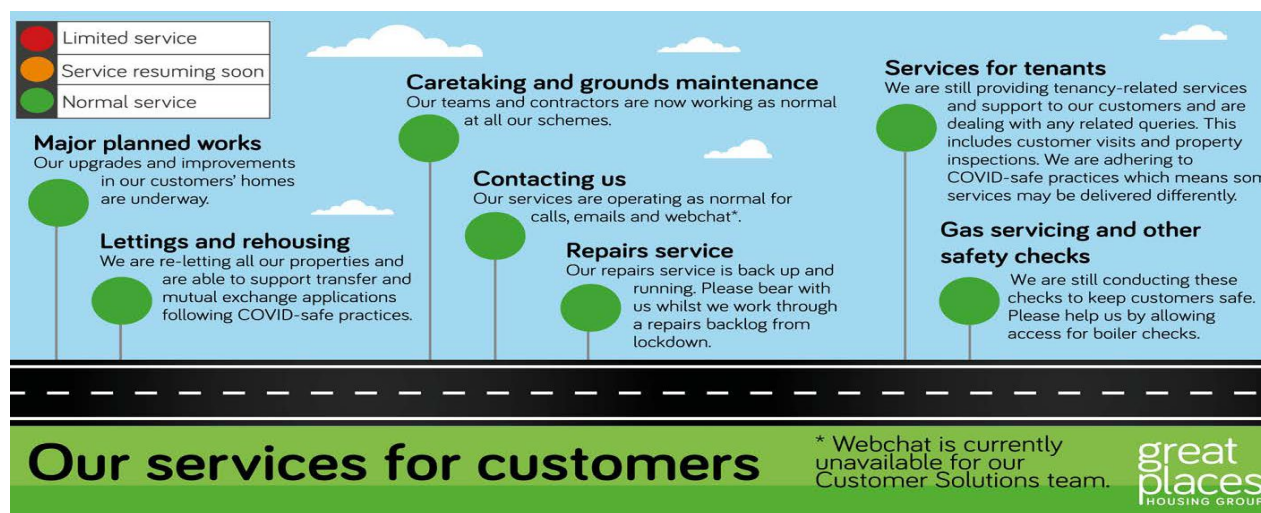 Limited service
Service resuming soon
Normal service
Major planned works
Our upgrades and improvements
in our customers' homes
are underway.
Lettings and rehousing
We are re-letting all our properties and
are able to support transfer and
mutual exchange applications
following COVID-safe practices.
Caretaking and grounds maintenance
Our teams and contractors are now working as normal
at all our schemes.
Contacting us
Our services are operating as normal for
calls, emails and webchat*.
Repairs service
Our repairs service is back up and
running. Please bear with
us whilst we work through
a repairs backlog from
lockdown.
Services for tenants
We are still providing tenancy-related services
and support to our customers and are
dealing with any related queries. This
includes customer visits and property
inspections. We are adhering to
COVID-safe practices which means som
services may be delivered differently.
Gas servicing and other
safety checks
We are still conducting these
checks to keep customers safe.
Please help us by allowing
access for boiler checks.
Our services for customers
* Webchat is currently
unavailable for our
Customer Solutions team.
great
places
HOUSING GROUP